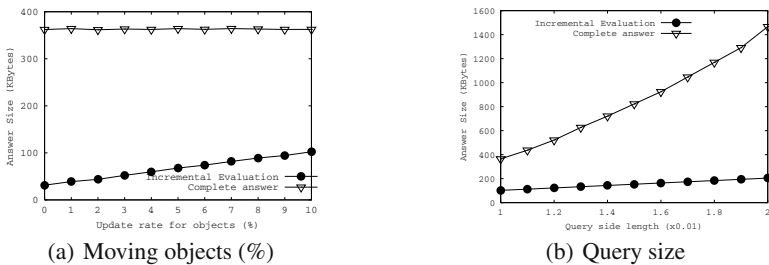 400
300
200
100
0
Answer Size (KBytes)
Incremental Evaluation
Complete answer
0 1 2 3 4 5 6 7 8 9 10
Update rate for objects (%)
(a) Moving objects (%)
1600
1400
1200
1000
800
600
400
200
0
Answer Size (KBytes)
Incremental Evaluation
Complete answer
1 1.2 1.4 1.6 1.8 2
Query side length (x0.01)
(b) Query size